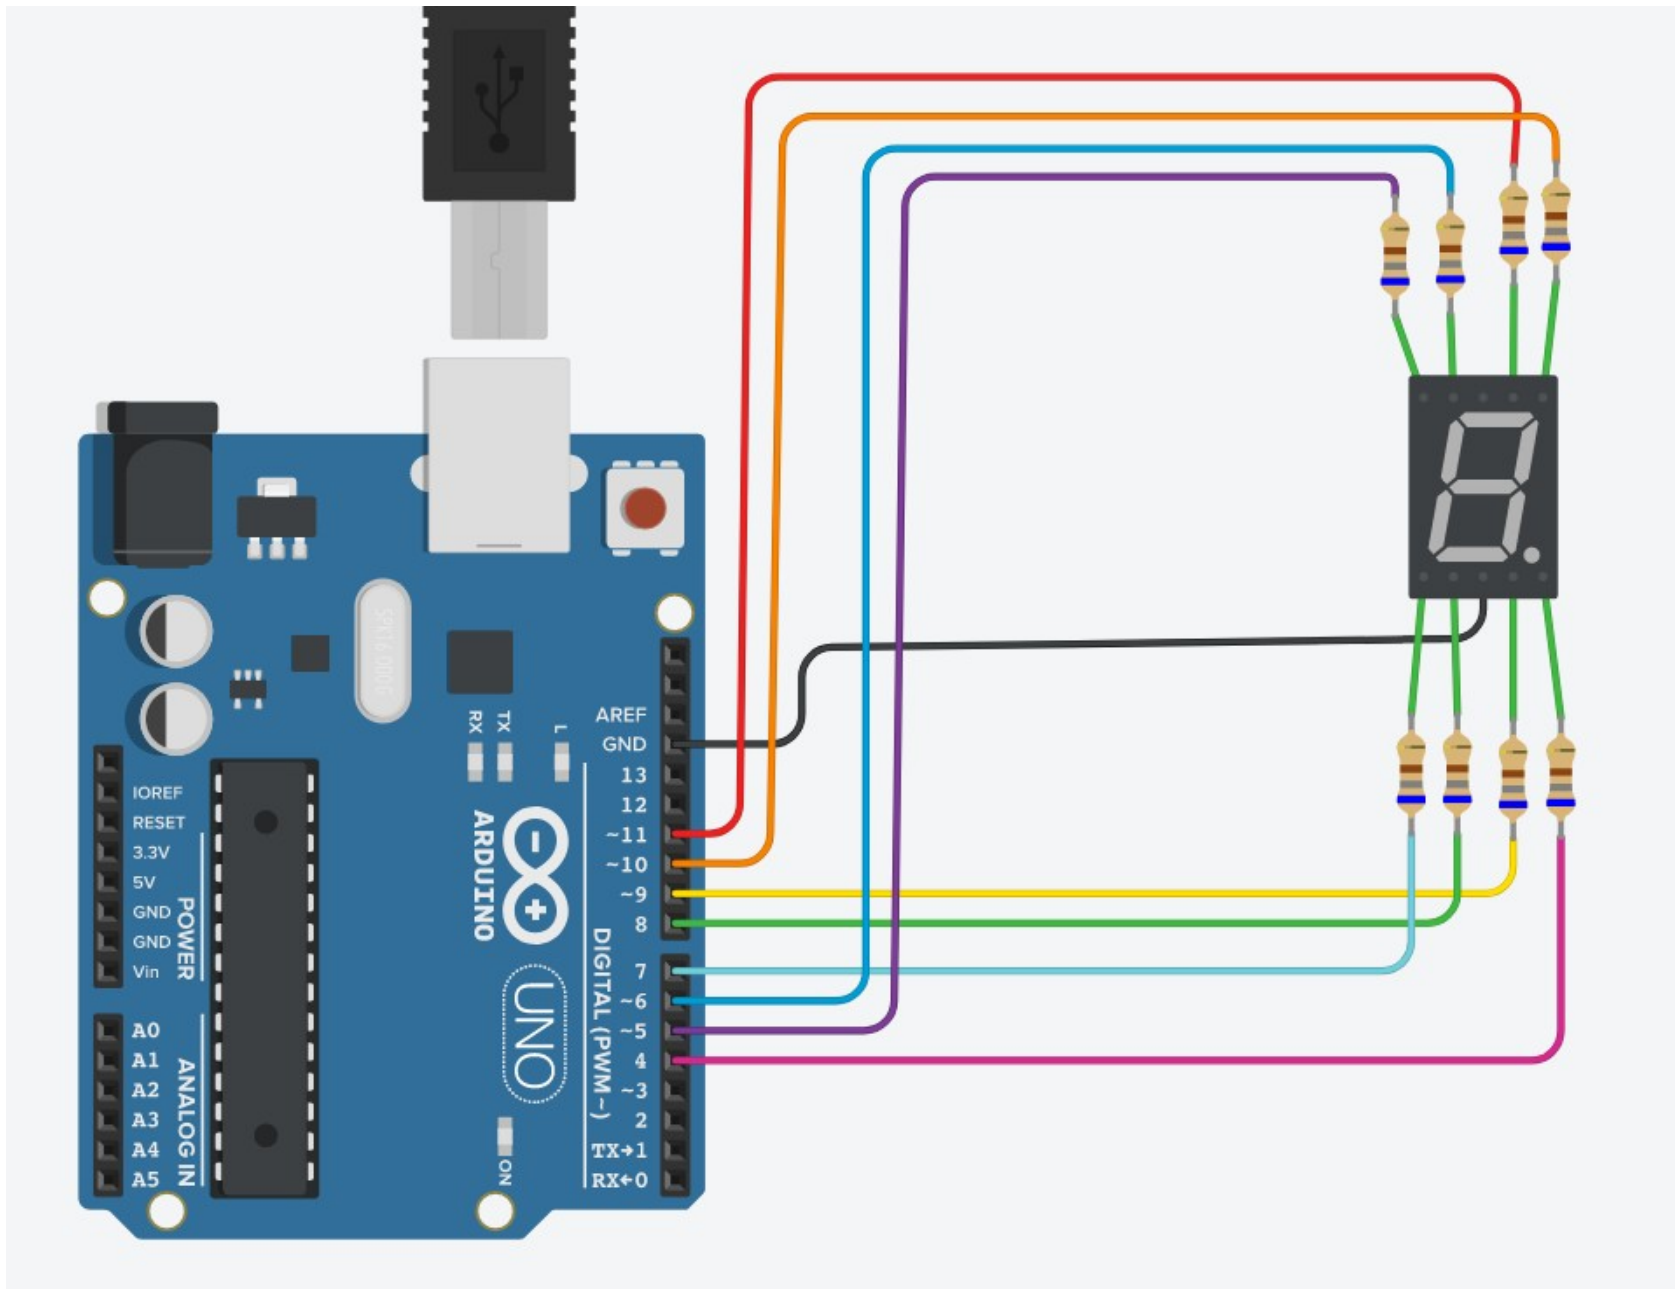 SPK16.000G
RX
TX
L
AREF
GND
13
12
~11
~10
~9
8
7
~6
~5
4
~3
2
TX→1
RX←0
DIGITAL (PWM~)
ARDUINO
UNO
ON
IOREF
RESET
3.3V
5V
GND
GND
Vin
POWER
A0
A1
A2
A3
A4
A5
ANALOG IN